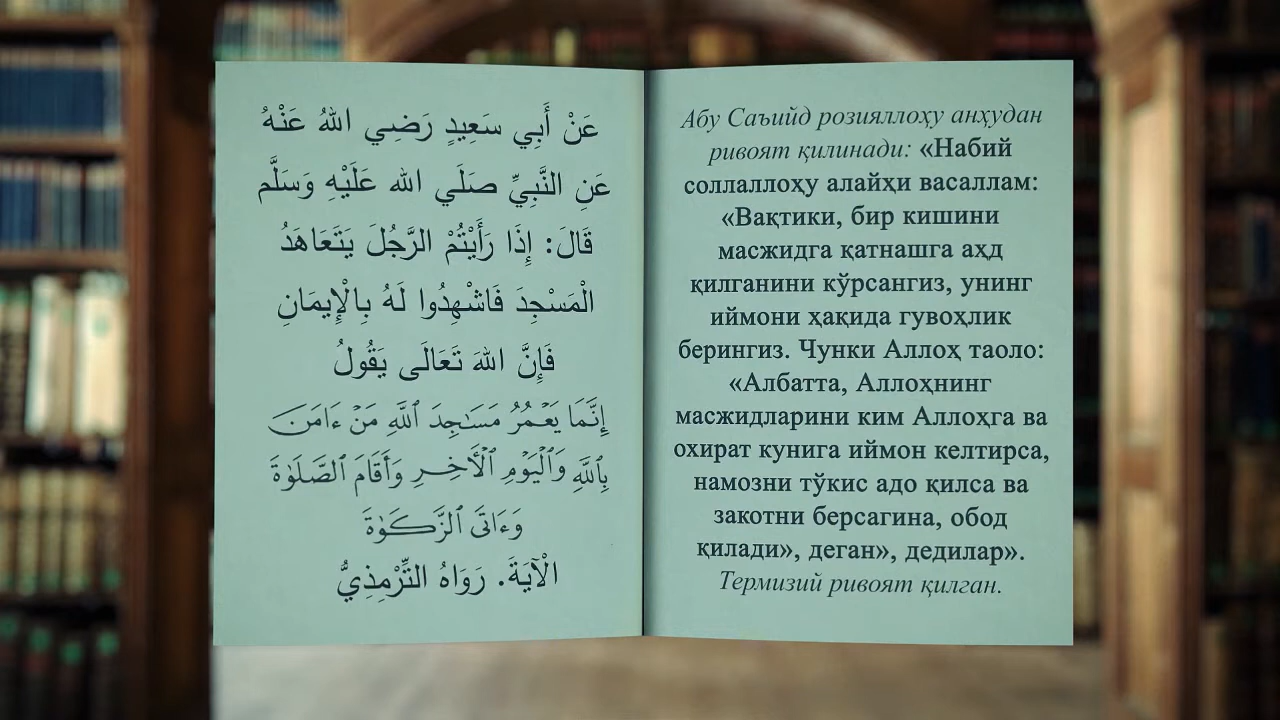 عَنْ أَبِي سَعِيدٍ رَضِي اللهُ عَنْهُ
عَنِ النَّبِيِّ صَلَي الله عَلَيْهِ وَسَلَّم
قَالَ: إِذَا رَأَيْتُمْ الرَّجُلَ يَتَعَاهَدُ
الْمَسْجِدَ فَاشْهِدُوا لَهُ بِالْإِيمَانِ
فَإِنَّ اللهَ تَعَالَى يَقُولُ
إِنَّمَا يَعۡمُرُ مَسَٰجِدَ ٱللَّهِ مَنۡ ءَامَنَ
بِٱللَّهِ وَٱلۡيَوۡمِ ٱلۡأٓخِرِ وَأَقَامَ ٱلصَّلَوٰةَ
وَءَاتَى ٱلزَّكَوٰةَ
الْآيَةَ. رَوَاهُ التِّرْمِذِيُّ
Абу Саъийд розияллоҳу анҳудан
ривоят қилинади: «Набий
соллаллоҳу алайҳи васаллам:
«Вақтики, бир кишини
масжидга қатнашга аҳд
қилганини кўрсангиз, унинг
иймони ҳақида гувоҳлик
берингиз. Чунки Аллоҳ таоло:
«Албатта, Аллоҳнинг
масжидларини ким Аллоҳга ва
охират кунига иймон келтирса,
намозни тўкис адо қилса ва
закотни берсагина, обод
қилади», деган», дедилар».
Термизий ривоят қилган.